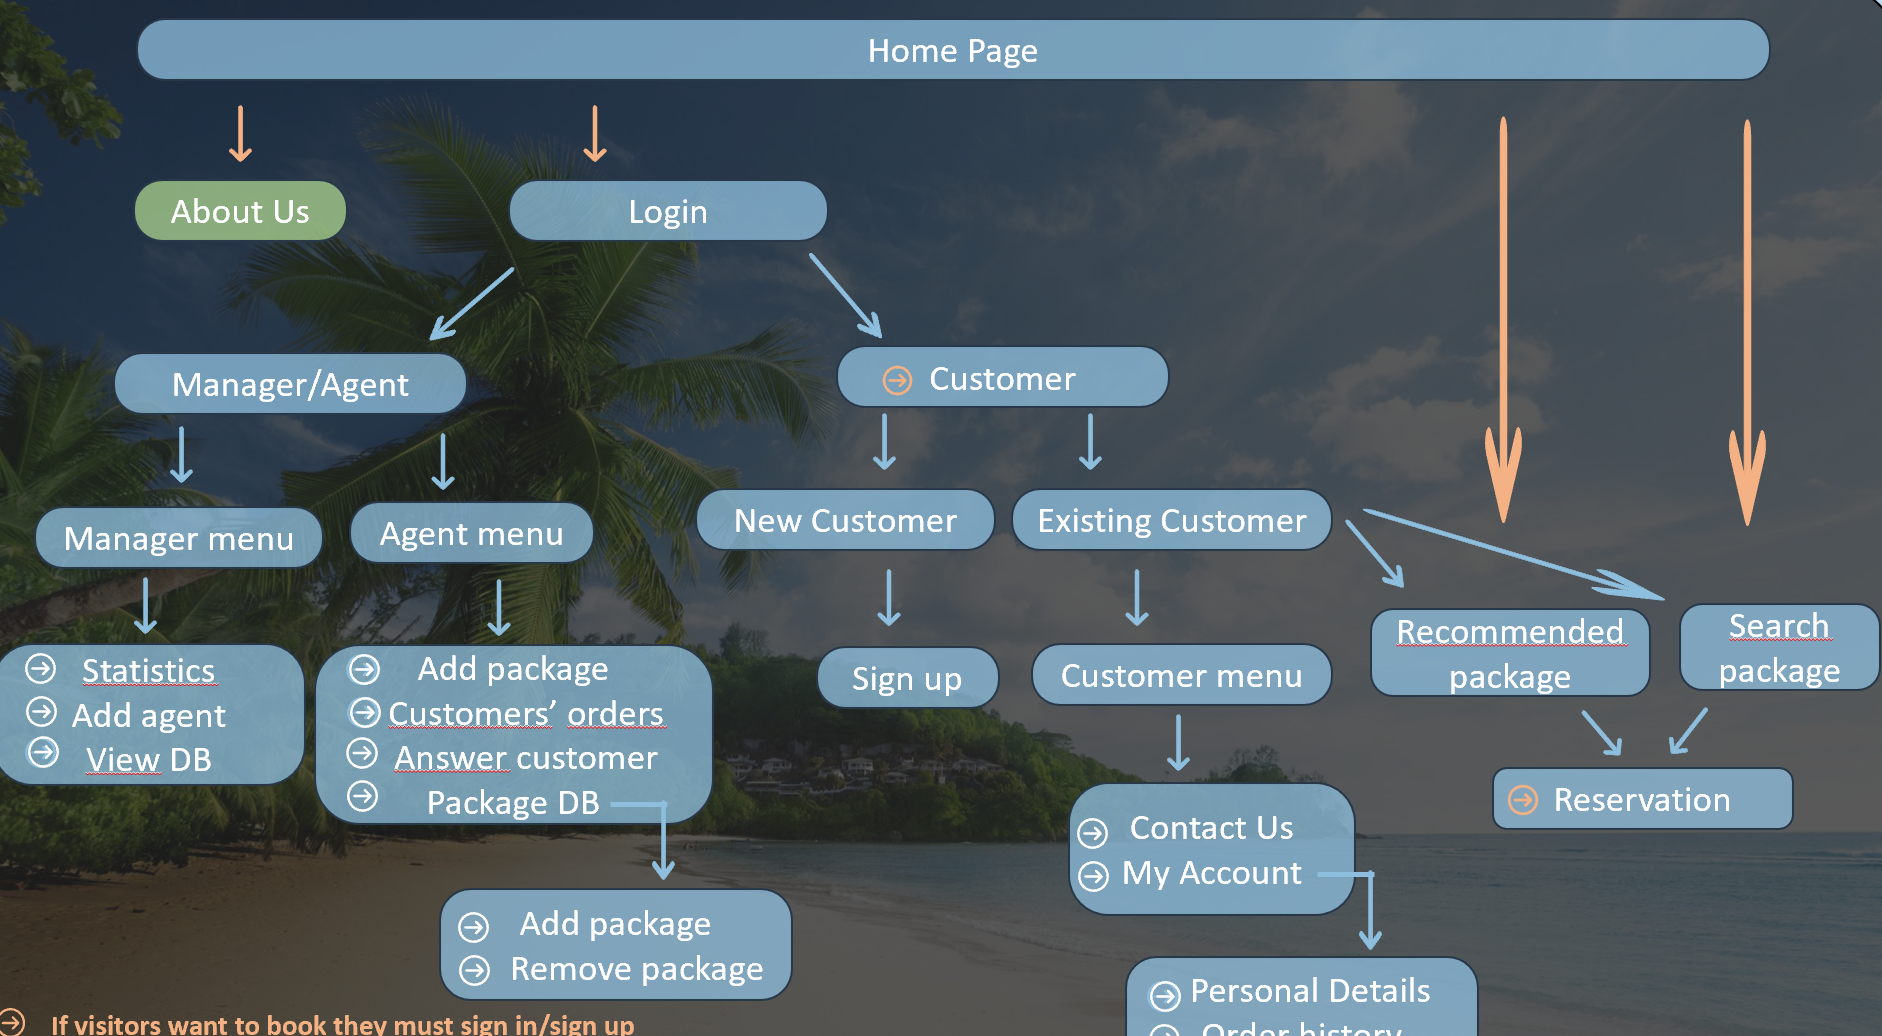 Home Page
About Us
Login
Manager/Agent
Customer
Manager menu
Agent menu
New Customer
Existing Customer
Statistics
Add agent
View DB
Add package
Customers’ orders
Answer customer
Package DB
Sign up
Customer menu
Recommended
package
Search
package
Reservation
Contact Us
My Account
Add package
Remove package
Personal Details
Order history
If visitors want to book they must sign in/sign up